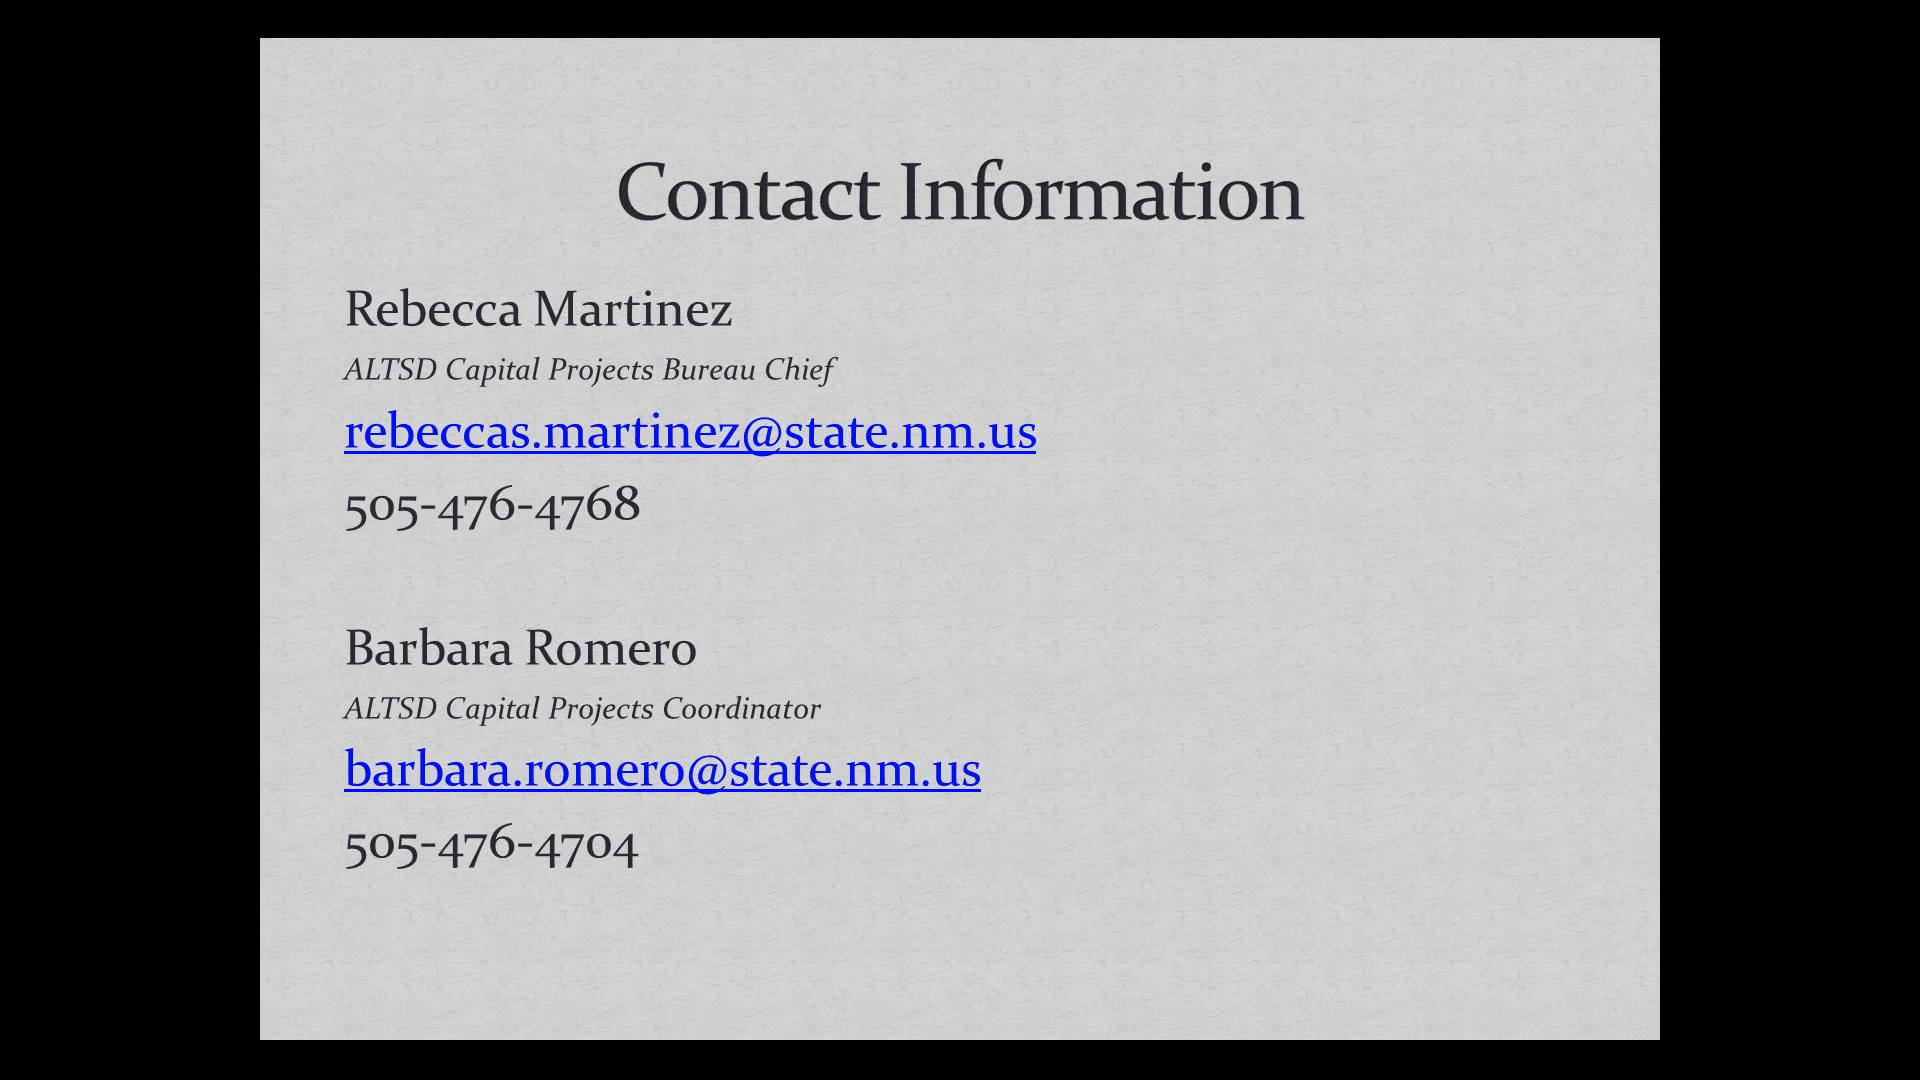 Contact Information
Rebecca Martinez
ALTSD Capital Projects Bureau Chief
rebeccas.martinez@state.nm.us
505-476-4768
Barbara Romero
ALTSD Capital Projects Coordinator
barbara.romero@state.nm.us
505-476-4704